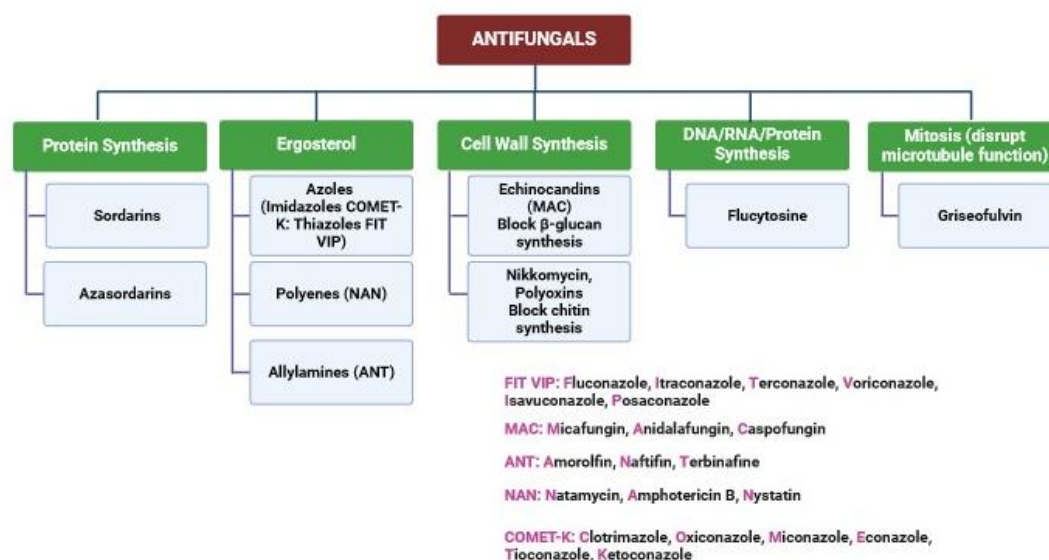 ANTIFUNGALS
Protein Synthesis
Sordarins
Azasordarins
Ergosterol
Azoles
(Imidazoles COMET-
K: Thiazoles FIT
VIP)
Polyenes (NAN)
Allylamines (ANT)
Cell Wall Synthesis
Echinocandins
(MAC)
Block β-glucan
synthesis
Nikkomycin,
Polyoxins
Block chitin
synthesis
DNA/RNA/Protein
Synthesis
Flucytosine
Mitosis (disrupt
microtubule function)
Griseofulvin
FIT VIP: Fluconazole, Itraconazole, Terconazole, Voriconazole,
Isavuconazole, Posaconazole
MAC: Micafungin, Anidalafungin, Caspofungin
ANT: Amorolfin, Naftifin, Terbinafine
NAN: Natamycin, Amphotericin B, Nystatin
COMET-K: Clotrimazole, Oxiconazole, Miconazole, Econazole,
Tioconazole, Ketoconazole